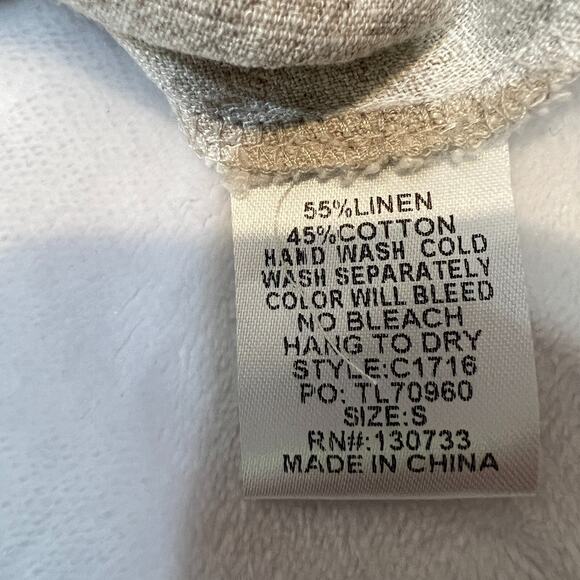 55%LINEN
45%COTTON
HAND WASH COLD
WASH SEPARATELY
COLOR WILL BLEED
NO BLEACH
HANG TO DRY
STYLE:C1716
PO: TL70960
SIZE:S
RN#:130733
MADE IN CHINA